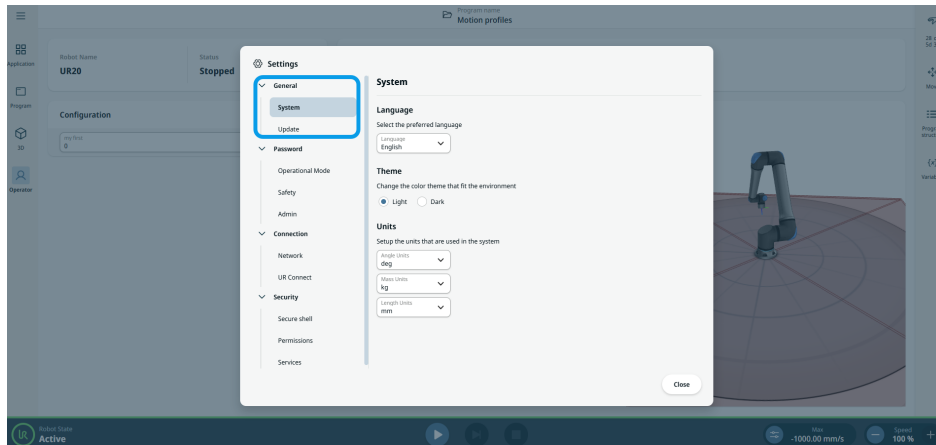 Program name
Motion profiles
Application
Program
3D
Operator
Robot Name
UR20
Status
Stopped
Configuration
0
Settings
General
System
Update
Password
Operational Mode
Safety
Admin
Connection
Network
UR Connect
Security
Secure shell
Permissions
Services
System
Language
Select the preferred language
Language
English
Theme
Change the color theme that fit the environment
Light
Dark
Units
Setup the units that are used in the system
Angle Units
deg
Mass Units
kg
Length Units
mm
Close
Robot State
Active
Max
-1000.00 mm/s
Speed
100 %